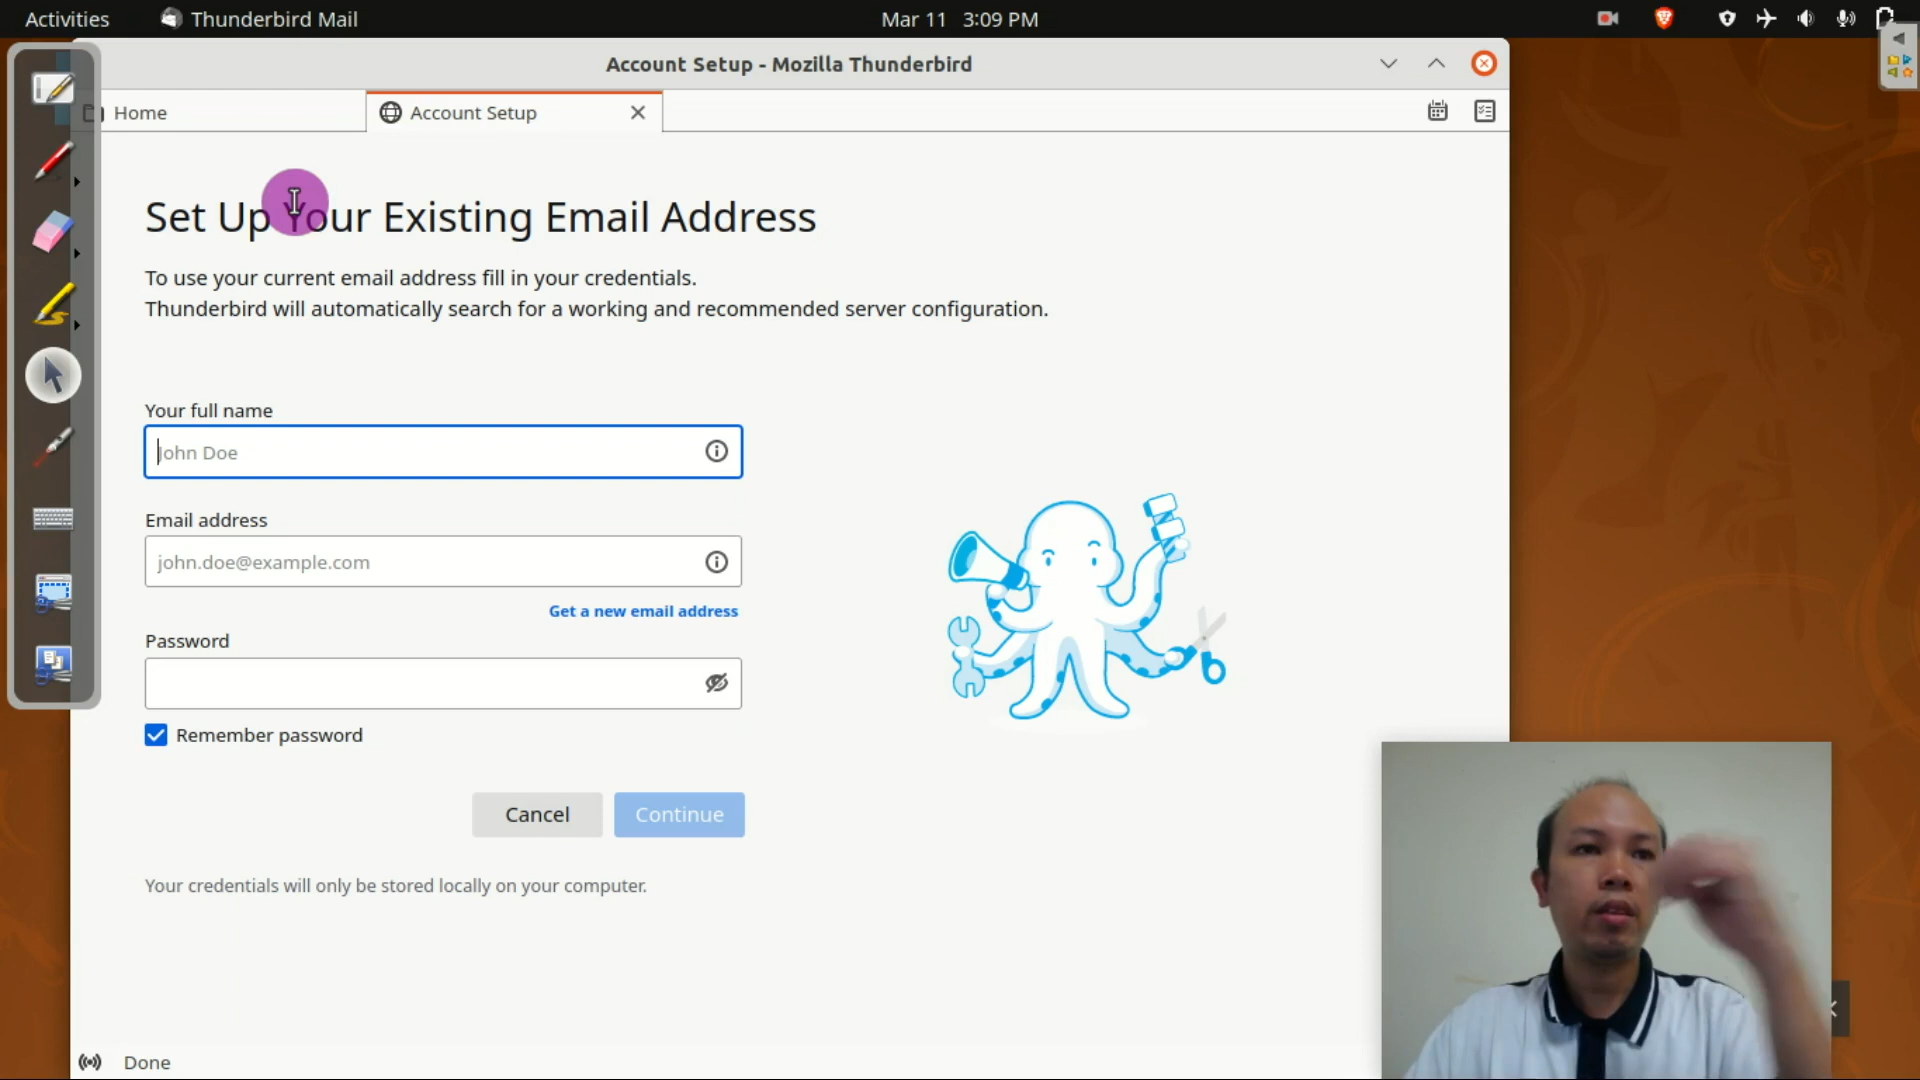 Activities
Thunderbird Mail
Mar 11 3:09 PM
Account Setup - Mozilla Thunderbird
Home
Account Setup
Set Up Your Existing Email Address
To use your current email address fill in your credentials.
Thunderbird will automatically search for a working and recommended server configuration.
Your full name
John Doe
Email address
john.doe@example.com
Get a new email address
Password
Remember password
Cancel
Continue
Your credentials will only be stored locally on your computer.
Done